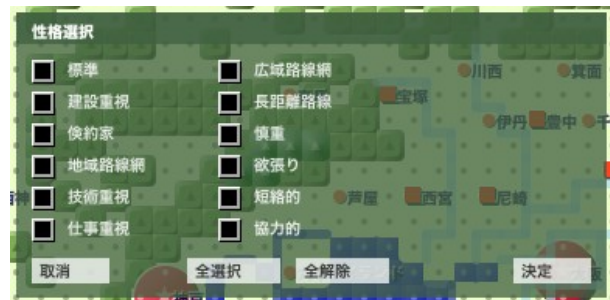 性格選択
標準
広域路線網
建設重視
長距離路線
倹約家
慎重
地域路線網
欲張り
技術重視
短絡的
仕事重視
協力的
取消
全選択
全解除
決定
川西
箕面
宝塚
伊丹
豊中
千
神
芦屋
西宮
尼崎